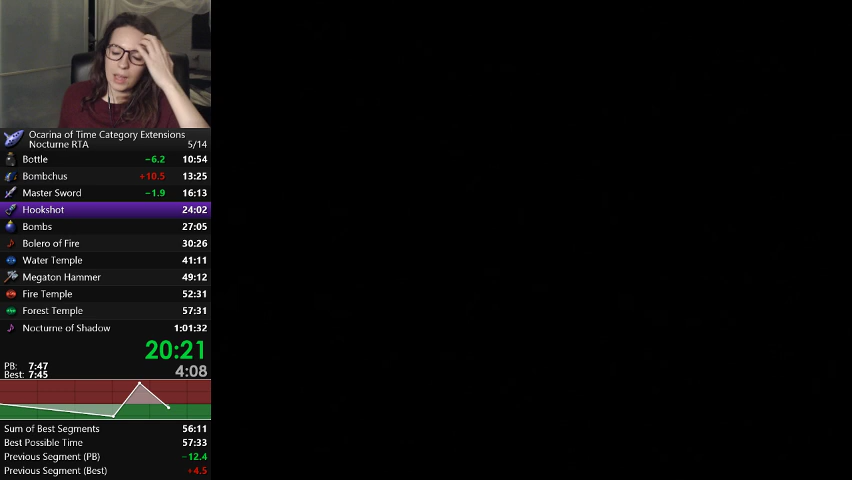 Ocarina of Time Category Extensions
Nocturne RTA 5/14
Bottle −6.2 10:54
Bombchus +10.5 13:25
Master Sword −1.9 16:13
Hookshot 24:02
Bombs 27:05
Bolero of Fire 30:26
Water Temple 41:11
Megaton Hammer 49:12
Fire Temple 52:31
Forest Temple 57:31
Nocturne of Shadow 1:01:32
20:21
PB: 7:47 4:08
Best: 7:45
Sum of Best Segments 56:11
Best Possible Time 57:33
Previous Segment (PB) −12.4
Previous Segment (Best) +4.5